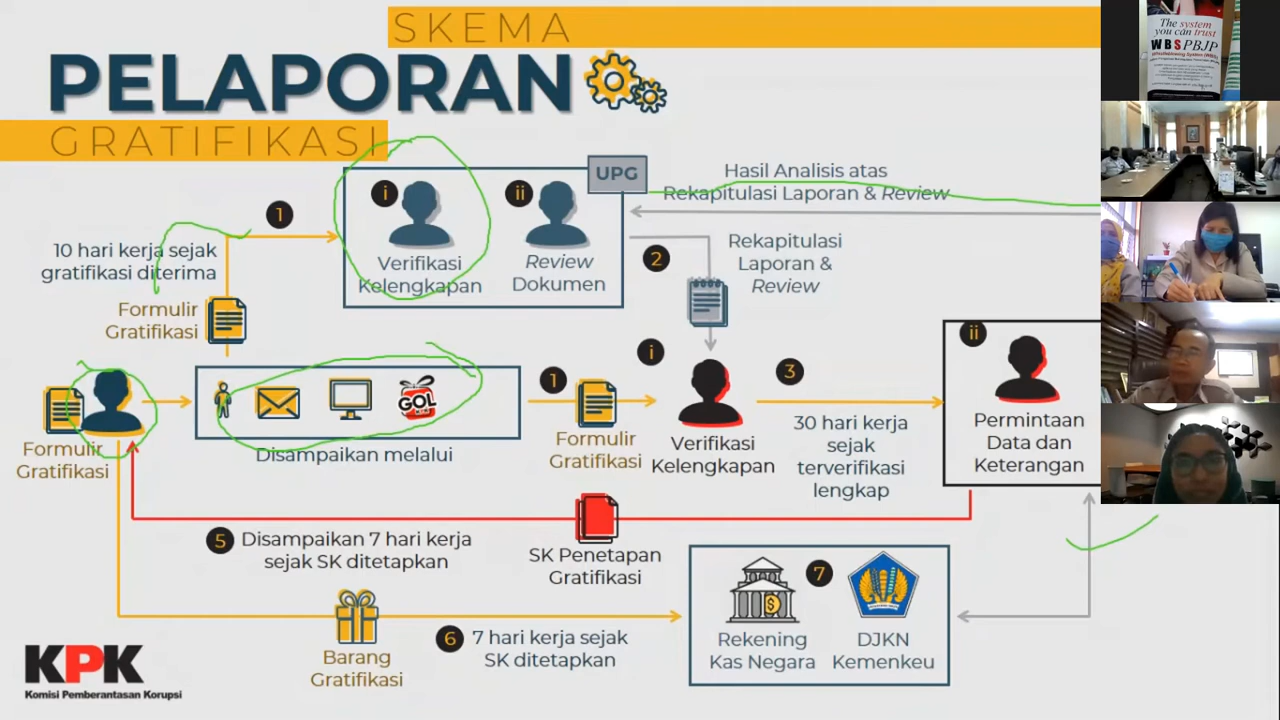 SKEMA
PELAPORAN
GRATIFIKASI
The system
you can trust
WBSPBJP
UPG
Hasil Analisis atas
Rekapitulasi Laporan & Review
1
i
ii
10 hari kerja sejak
gratifikasi diterima
Verifikasi
Kelengkapan
Review
Dokumen
2
Rekapitulasi
Laporan &
Review
Formulir
Gratifikasi
Formulir
Gratifikasi
GOL
Disampaikan melalui
1
Formulir
Gratifikasi
i
Verifikasi
Kelengkapan
3
30 hari kerja
sejak
terverifikasi
lengkap
ii
Permintaan
Data dan
Keterangan
5
Disampaikan 7 hari kerja
sejak SK ditetapkan
SK Penetapan
Gratifikasi
6
7 hari kerja sejak
SK ditetapkan
Barang
Gratifikasi
7
Rekening
Kas Negara
DJKN
Kemenkeu
KPK
Komisi Pemberantasan Korupsi